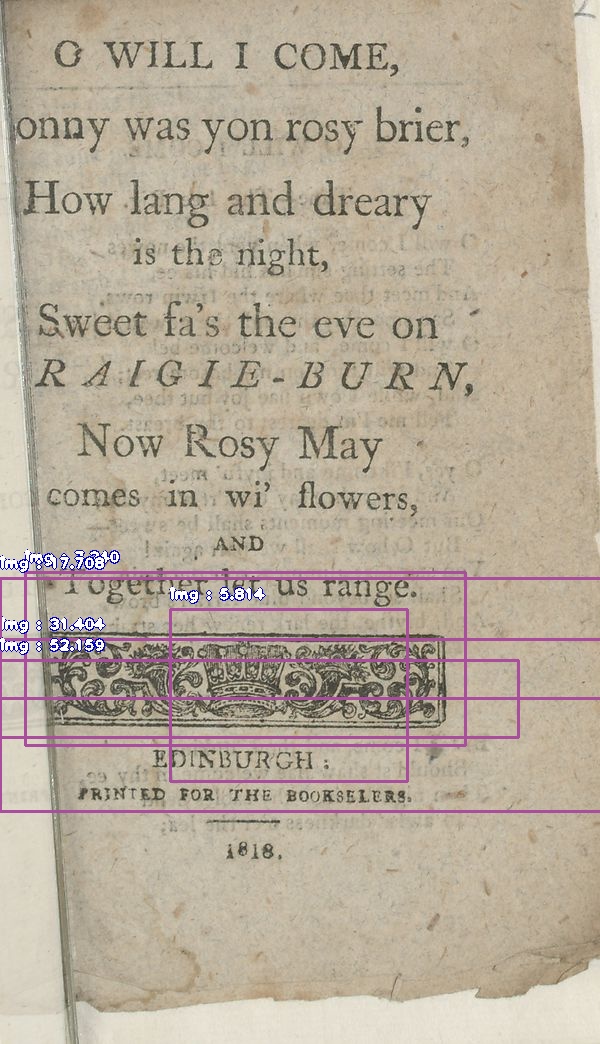 O WILL I COME,
onny was yon rosy brier,
How lang and dreary
is the night,
Sweet fa's the eve on
RAIGIE-BURN,
Now Rosy May
comes in wi' flowers,
AND
Img : 17.708
Together let us range.
Img : 5.814
Img : 31.404
Img : 52.159
EDINBURGH:
PRINTED FOR THE BOOKSELERS.
1818.